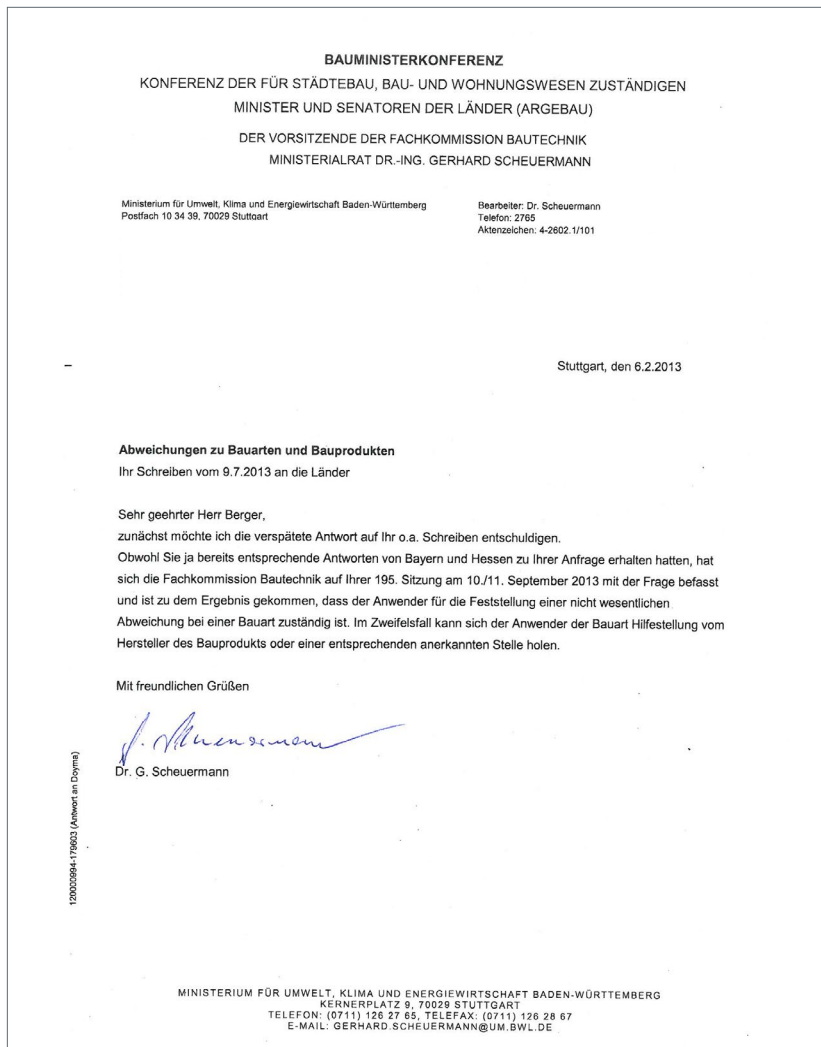 BAUMINISTERKONFERENZ
KONFERENZ DER FÜR STÄDTEBAU, BAU- UND WOHNUNGSWESEN ZUSTÄNDIGEN
MINISTER UND SENATOREN DER LÄNDER (ARGEBAU)
DER VORSITZENDE DER FACHKOMMISSION BAUTECHNIK
MINISTERIALRAT DR.-ING. GERHARD SCHEUERMANN
Ministerium für Umwelt, Klima und Energiewirtschaft Baden-Württemberg
Postfach 10 34 39, 70029 Stuttgart
Bearbeiter: Dr. Scheuermann
Telefon: 2765
Aktenzeichen: 4-2602.1/101
Stuttgart, den 6.2.2013
Abweichungen zu Bauarten und Bauprodukten
Ihr Schreiben vom 9.7.2013 an die Länder
Sehr geehrter Herr Berger,
zunächst möchte ich die verspätete Antwort auf Ihr o.a. Schreiben entschuldigen.
Obwohl Sie ja bereits entsprechende Antworten von Bayern und Hessen zu Ihrer Anfrage erhalten hatten, hat
sich die Fachkommission Bautechnik auf Ihrer 195. Sitzung am 10./11. September 2013 mit der Frage befasst
und ist zu dem Ergebnis gekommen, dass der Anwender für die Feststellung einer nicht wesentlichen
Abweichung bei einer Bauart zuständig ist. Im Zweifelsfall kann sich der Anwender der Bauart Hilfestellung vom
Hersteller des Bauprodukts oder einer entsprechenden anerkannten Stelle holen.
Mit freundlichen Grüßen
Dr. G. Scheuermann
120000994-179603 (Antwort an Doyma)
MINISTERIUM FÜR UMWELT, KLIMA UND ENERGIEWIRTSCHAFT BADEN-WÜRTTEMBERG
KERNERPLATZ 9, 70029 STUTTGART
TELEFON: (0711) 126 27 65, TELEFAX: (0711) 126 28 67
E-MAIL: GERHARD.SCHEUERMANN@UM.BWL.DE